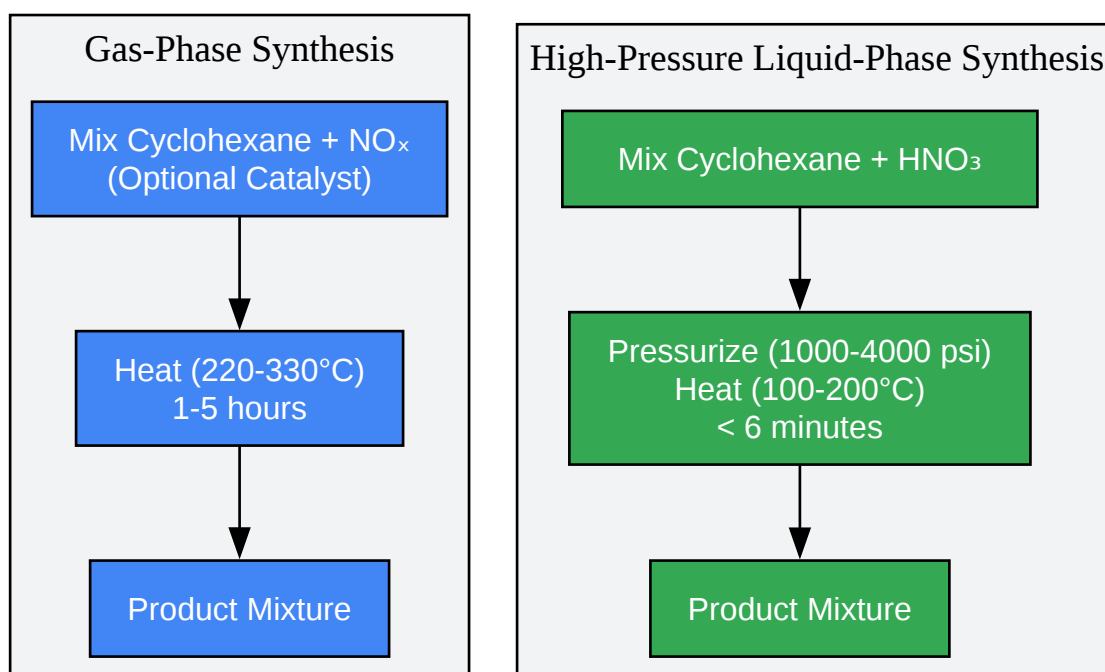 Gas-Phase Synthesis
Mix Cyclohexane + NOₓ
(Optional Catalyst)
Heat (220-330°C)
1-5 hours
Product Mixture
High-Pressure Liquid-Phase Synthesis
Mix Cyclohexane + HNO₃
Pressurize (1000-4000 psi)
Heat (100-200°C)
< 6 minutes
Product Mixture